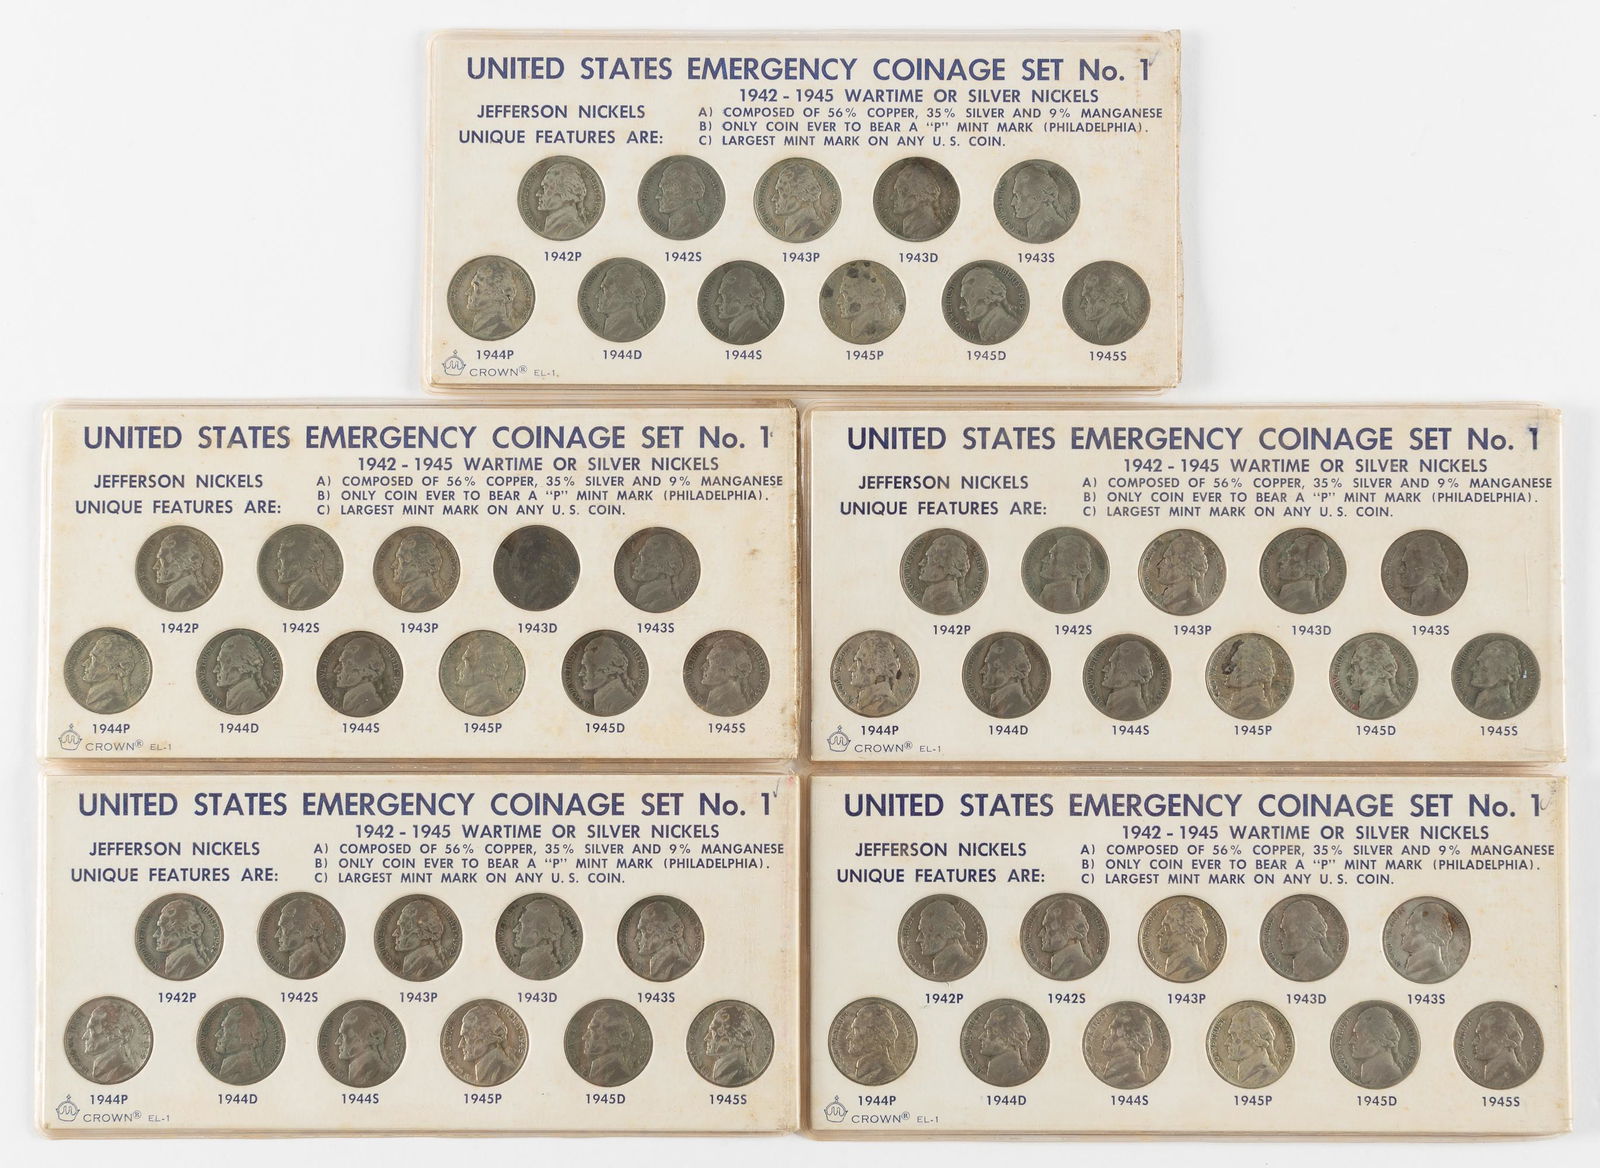 UNITED STATES EMERGENCY COINAGE SET No. 1
1942 - 1945 WARTIME OR SILVER NICKELS
JEFFERSON NICKELS
UNIQUE FEATURES ARE:
A) COMPOSED OF 56% COPPER, 35% SILVER AND 9% MANGANESE
B) ONLY COIN EVER TO BEAR A "P" MINT MARK (PHILADELPHIA).
C) LARGEST MINT MARK ON ANY U. S. COIN.
1942P 1942S 1943P 1943D 1943S
1944P 1944D 1944S 1945P 1945D 1945S
CROWN® EL-1
UNITED STATES EMERGENCY COINAGE SET No. 1
1942 - 1945 WARTIME OR SILVER NICKELS
JEFFERSON NICKELS
UNIQUE FEATURES ARE:
A) COMPOSED OF 56% COPPER, 35% SILVER AND 9% MANGANESE
B) ONLY COIN EVER TO BEAR A "P" MINT MARK (PHILADELPHIA).
C) LARGEST MINT MARK ON ANY U. S. COIN.
1942P 1942S 1943P 1943D 1943S
1944P 1944D 1944S 1945P 1945D 1945S
CROWN® EL-1
UNITED STATES EMERGENCY COINAGE SET No. 1
1942 - 1945 WARTIME OR SILVER NICKELS
JEFFERSON NICKELS
UNIQUE FEATURES ARE:
A) COMPOSED OF 56% COPPER, 35% SILVER AND 9% MANGANESE
B) ONLY COIN EVER TO BEAR A "P" MINT MARK (PHILADELPHIA).
C) LARGEST MINT MARK ON ANY U. S. COIN.
1942P 1942S 1943P 1943D 1943S
1944P 1944D 1944S 1945P 1945D 1945S
CROWN® EL-1
UNITED STATES EMERGENCY COINAGE SET No. 1
1942 - 1945 WARTIME OR SILVER NICKELS
JEFFERSON NICKELS
UNIQUE FEATURES ARE:
A) COMPOSED OF 56% COPPER, 35% SILVER AND 9% MANGANESE
B) ONLY COIN EVER TO BEAR A "P" MINT MARK (PHILADELPHIA).
C) LARGEST MINT MARK ON ANY U. S. COIN.
1942P 1942S 1943P 1943D 1943S
1944P 1944D 1944S 1945P 1945D 1945S
CROWN® EL-1
UNITED STATES EMERGENCY COINAGE SET No. 1
1942 - 1945 WARTIME OR SILVER NICKELS
JEFFERSON NICKELS
UNIQUE FEATURES ARE:
A) COMPOSED OF 56% COPPER, 35% SILVER AND 9% MANGANESE
B) ONLY COIN EVER TO BEAR A "P" MINT MARK (PHILADELPHIA).
C) LARGEST MINT MARK ON ANY U. S. COIN.
1942P 1942S 1943P 1943D 1943S
1944P 1944D 1944S 1945P 1945D 1945S
CROWN® EL-1